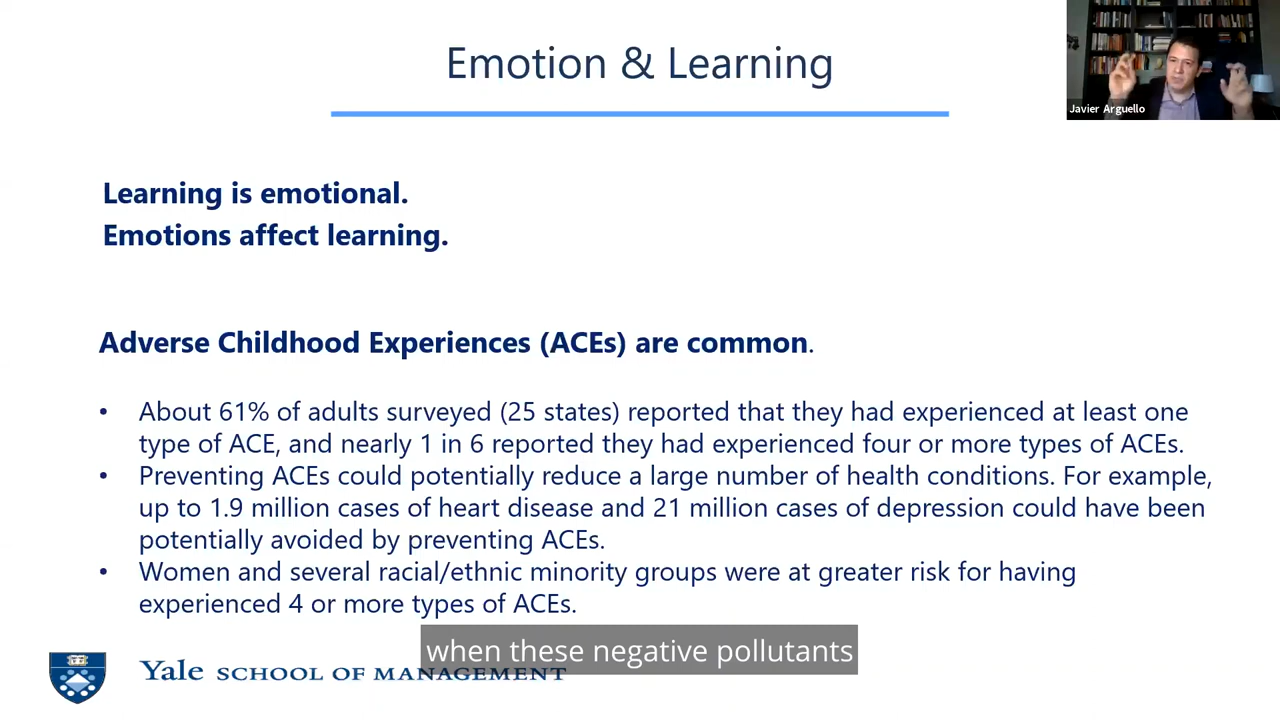 Emotion & Learning
Javier Arguello
Learning is emotional.
Emotions affect learning.
Adverse Childhood Experiences (ACEs) are common.
• About 61% of adults surveyed (25 states) reported that they had experienced at least one
type of ACE, and nearly 1 in 6 reported they had experienced four or more types of ACEs.
• Preventing ACEs could potentially reduce a large number of health conditions. For example,
up to 1.9 million cases of heart disease and 21 million cases of depression could have been
potentially avoided by preventing ACEs.
• Women and several racial/ethnic minority groups were at greater risk for having
experienced 4 or more types of ACEs.
when these negative pollutants
Yale SCHOOL OF MANAGEMENT